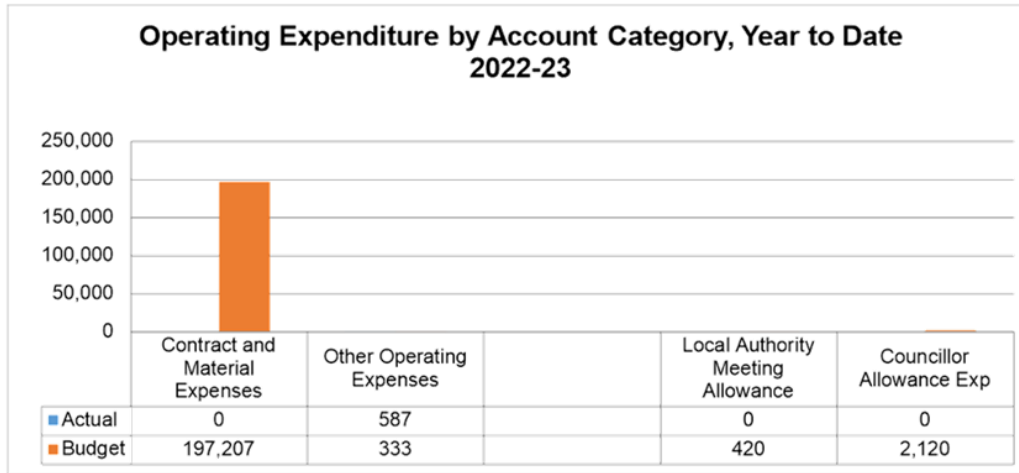 Operating Expenditure by Account Category, Year to Date
2022-23
250,000
200,000
150,000
100,000
50,000
0
Contract and
Material
Expenses
Other Operating
Expenses
Local Authority
Meeting
Allowance
Councillor
Allowance Exp
Actual 0 587 0 0
Budget 197,207 333 420 2,120